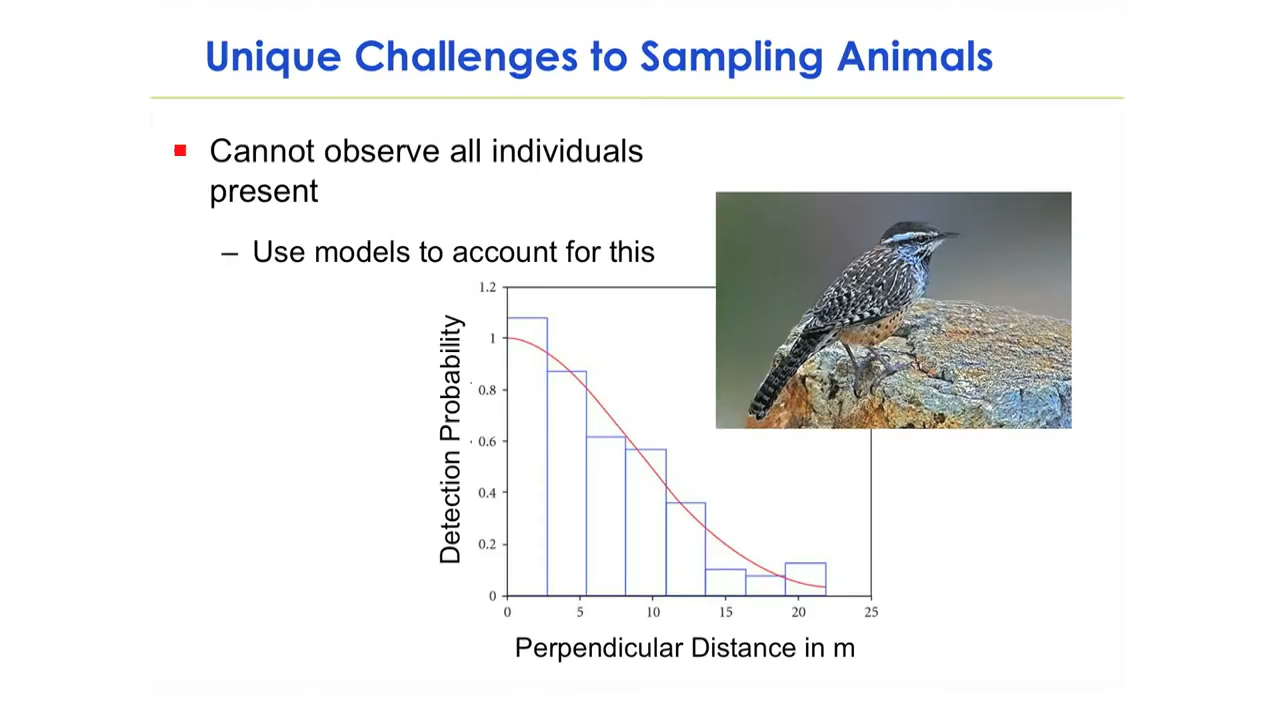 Unique Challenges to Sampling Animals
Cannot observe all individuals
present
– Use models to account for this
Detection Probability
1.2
1
0.8
0.6
0.4
0.2
0
0 5 10 15 20 25
Perpendicular Distance in m